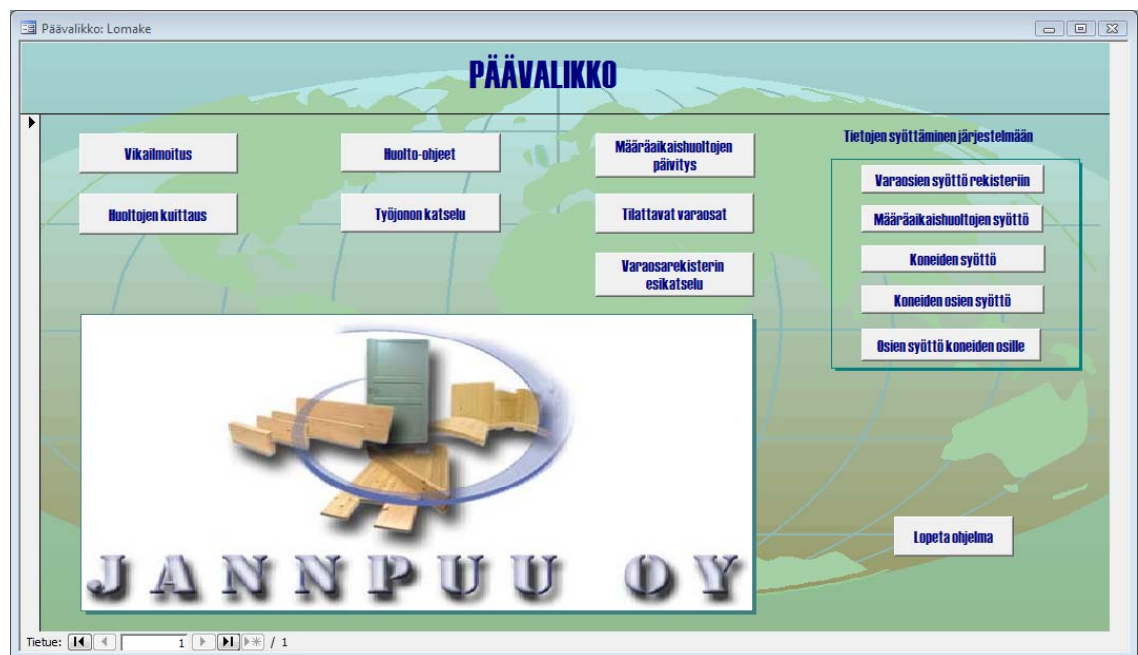 Päävalikko: Lomake
PÄÄVALIKKO
Vikailmoitus
Huolto-ohjeet
Määräaikaishuoltojen
päivitys
Tietojen syöttäminen järjestelmään
Varaosien syöttö rekisteriin
Huoltojen kuittaus
Työjonon katselu
Tilattavat varaosat
Määräaikaishuoltojen syöttö
Varaosarekisterin
esikatselu
Koneiden syöttö
Koneiden osien syöttö
Osien syöttö koneiden osille
JANNPUU OY
Lopeta ohjelma
Tietue: 1 / 1